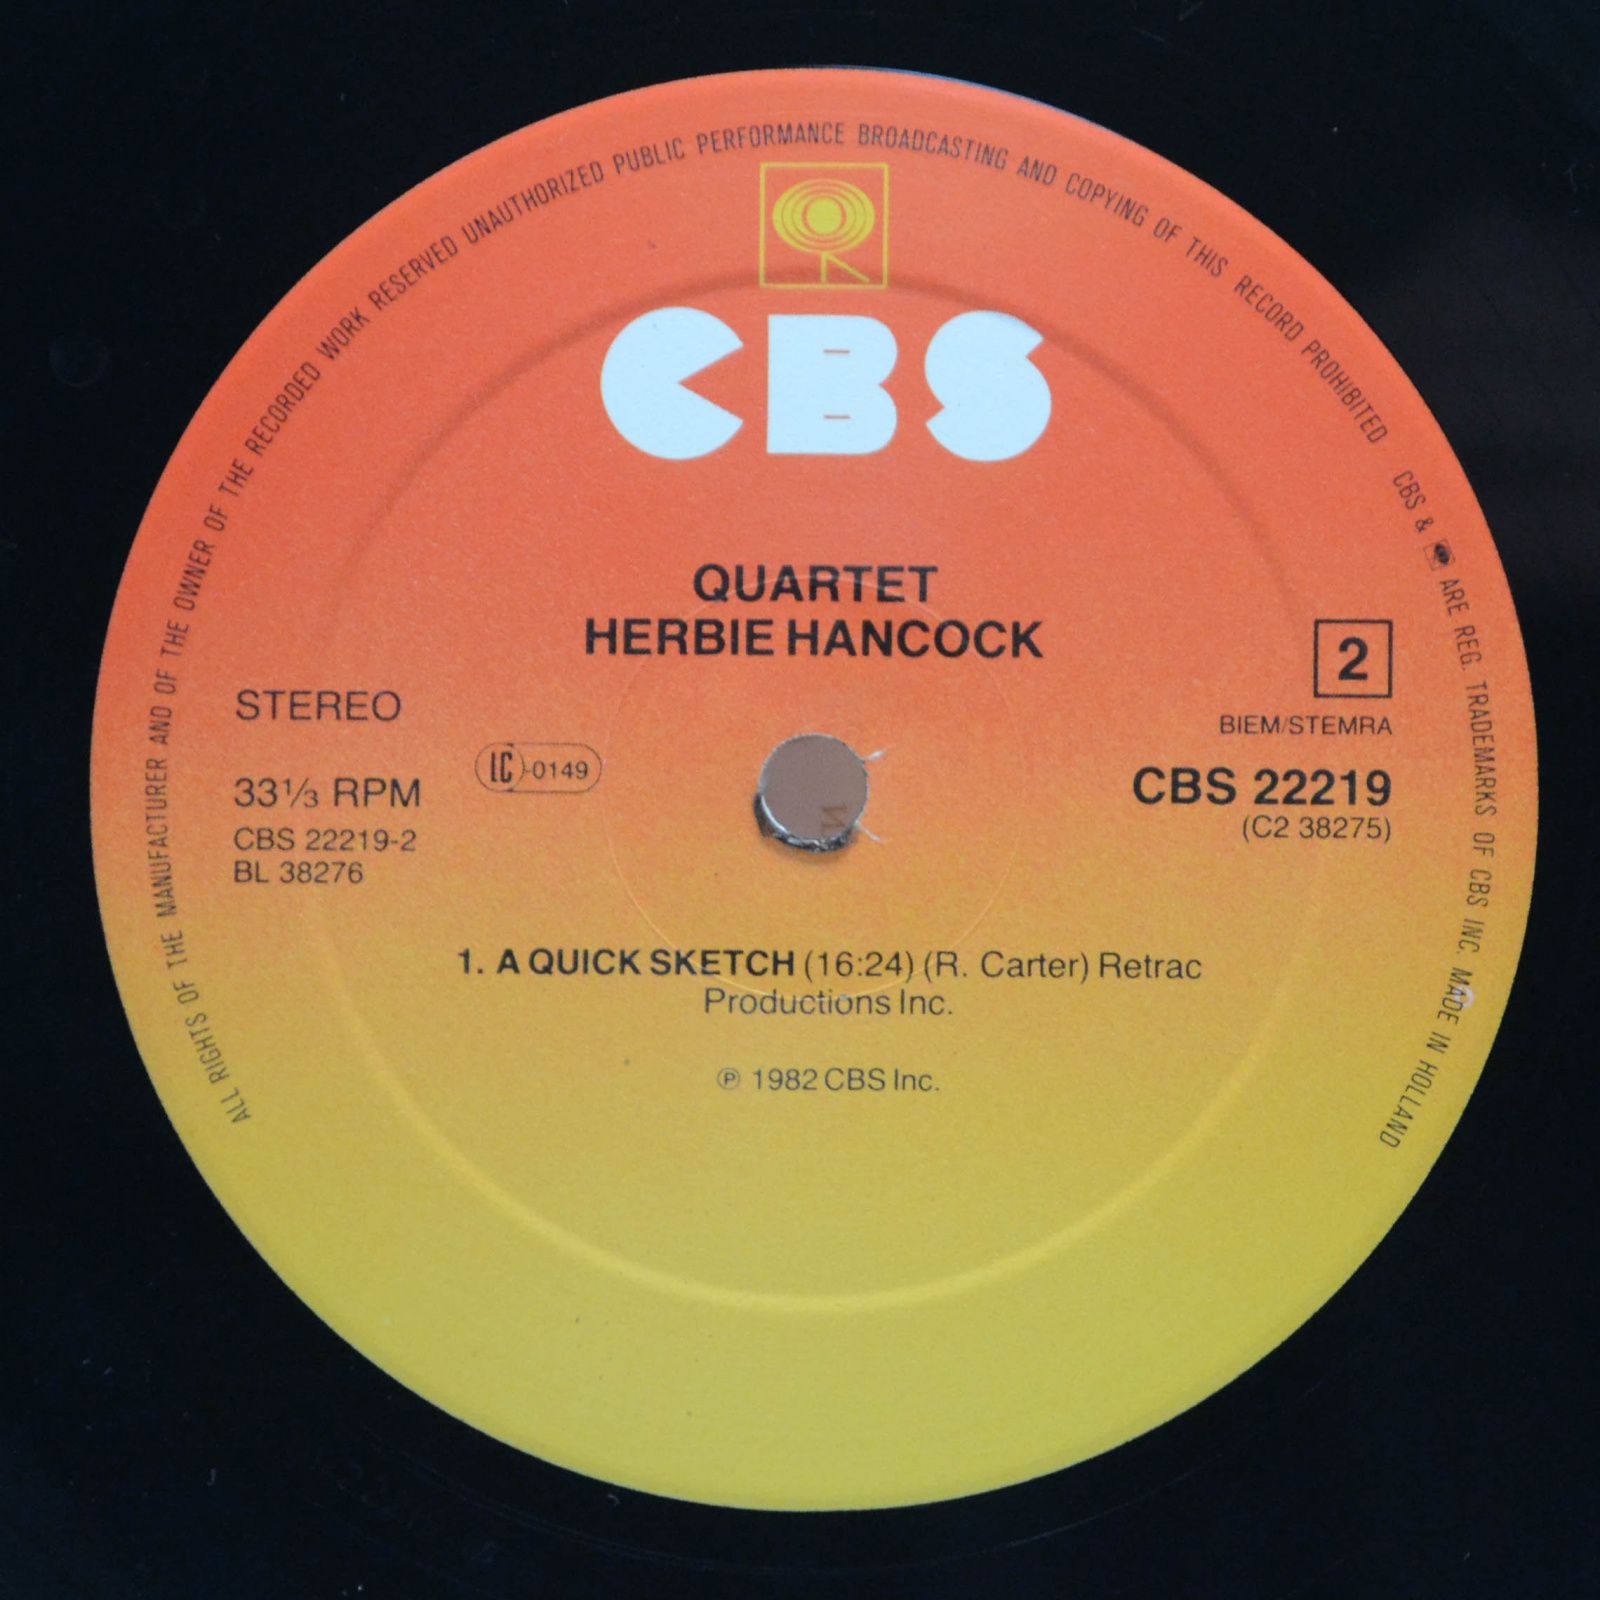 ALL RIGHTS OF THE MANUFACTURER AND OF THE OWNER OF THE RECORDED WORK RESERVED UNAUTHORIZED PUBLIC PERFORMANCE BROADCASTING AND COPYING OF THIS RECORD PROHIBITED CBS & ARE REG. TRADEMARKS OF CBS INC. MADE IN HOLLAND
CBS
QUARTET
HERBIE HANCOCK
2
STEREO
BIEM/STEMRA
LC-0149
33⅓ RPM
CBS 22219
CBS 22219-2
(C2 38275)
BL 38276
1. A QUICK SKETCH (16:24) (R. Carter) Retrac
Productions Inc.
℗ 1982 CBS Inc.